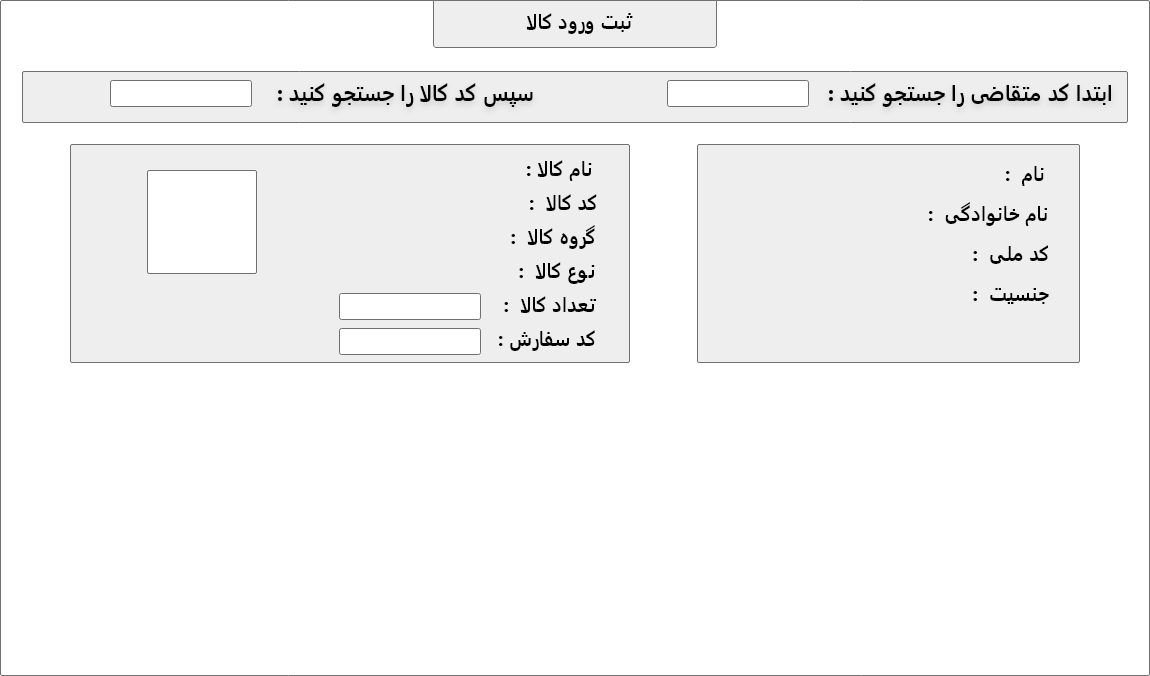 ثبت ورود کالا
ابتدا کد متقاضی را جستجو کنید :
سپس کد کالا را جستجو کنید :
نام :
نام خانوادگی :
کد ملی :
جنسیت :
نام کالا :
کد کالا :
گروه کالا :
نوع کالا :
تعداد کالا :
کد سفارش :